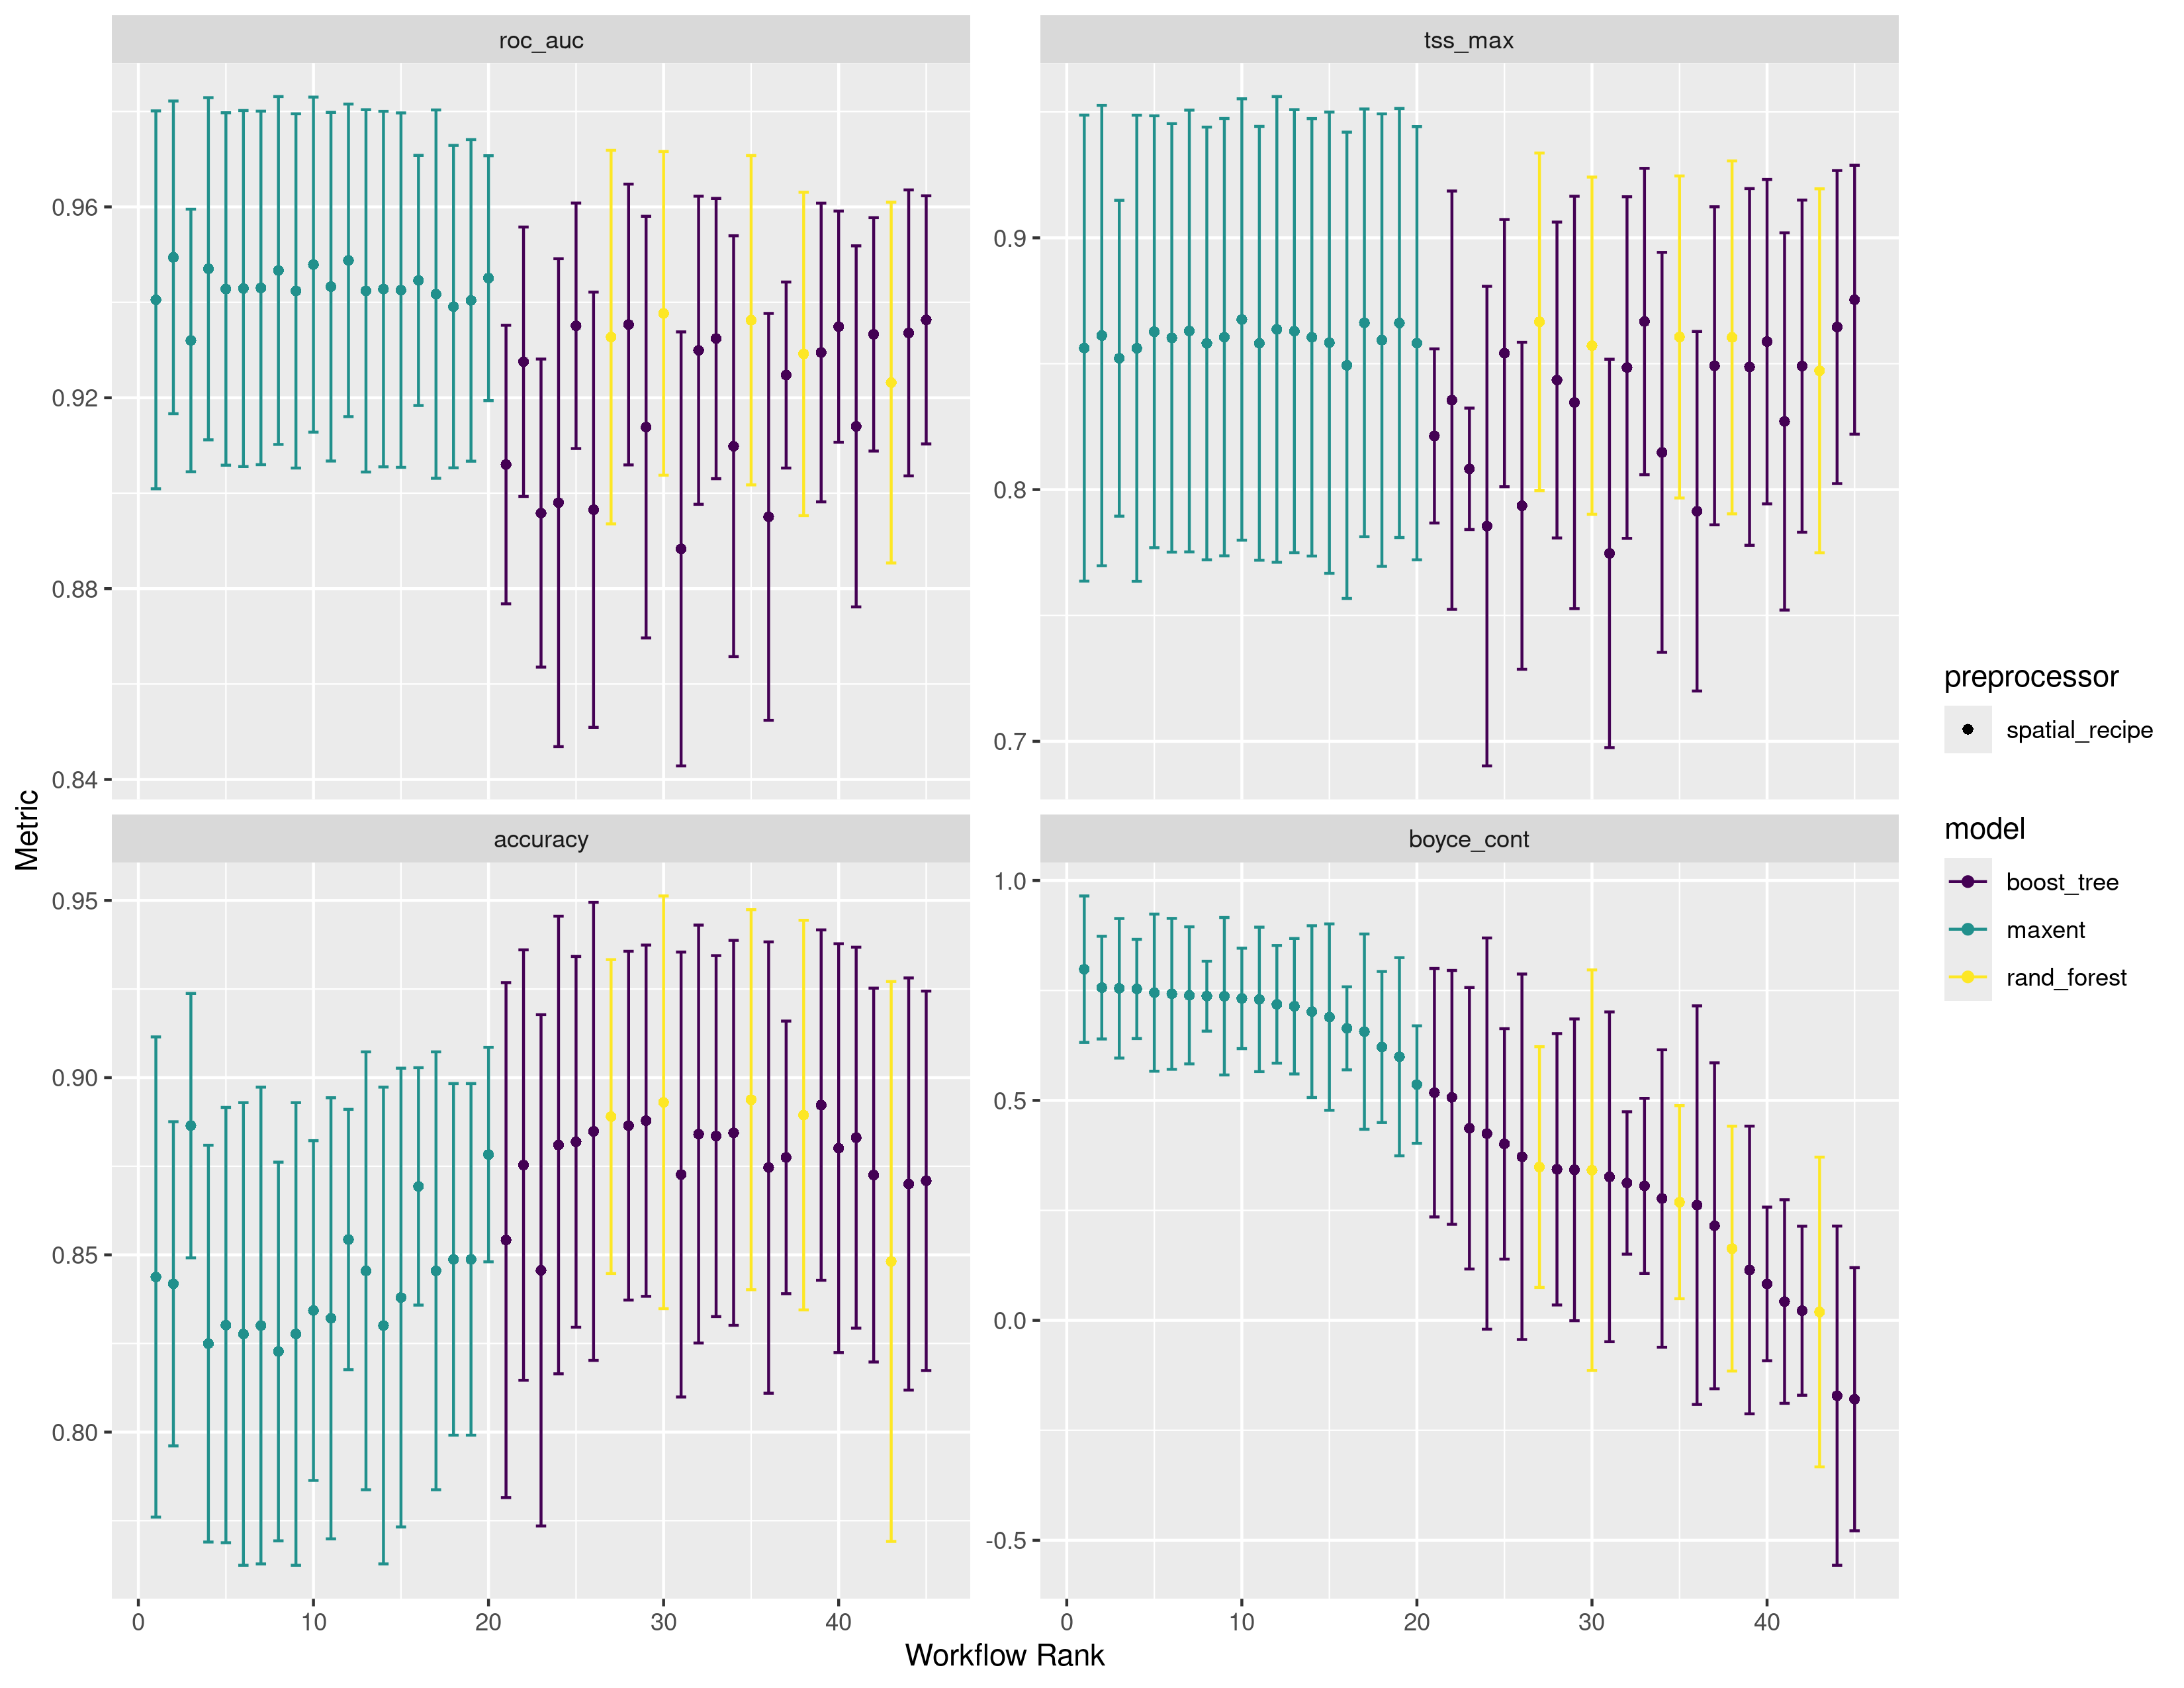 roc_auc
tss_max
0.96
0.92
0.88
0.84
0.9
0.8
0.7
accuracy
boyce_cont
0.95
0.90
0.85
0.80
1.0
0.5
0.0
-0.5
0 10 20 30 40
0 10 20 30 40
Workflow Rank
Metric
preprocessor
spatial_recipe
model
boost_tree
maxent
rand_forest